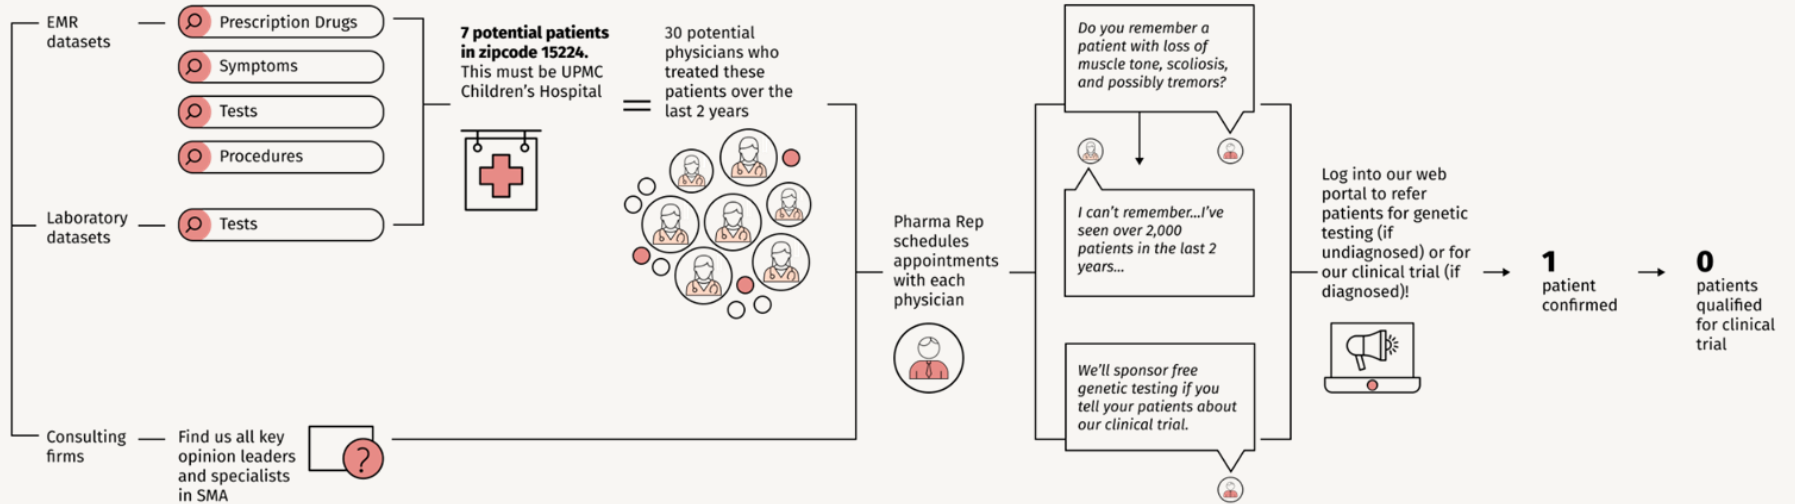 EMR
datasets
Prescription Drugs
Symptoms
Tests
Procedures
Laboratory
datasets
Tests
Consulting
firms
Find us all key
opinion leaders
and specialists
in SMA
?
7 potential patients
in zipcode 15224.
This must be UPMC
Children's Hospital
=
30 potential
physicians who
treated these
patients over the
last 2 years
Pharma Rep
schedules
appointments
with each
physician
Do you remember a
patient with loss of
muscle tone, scoliosis,
and possibly tremors?
I can't remember...I've
seen over 2,000
patients in the last 2
years...
We'll sponsor free
genetic testing if you
tell your patients about
our clinical trial.
Log into our web
portal to refer
patients for genetic
testing (if
undiagnosed) or for
our clinical trial (if
diagnosed)!
1
patient
confirmed
0
patients
qualified
for clinical
trial